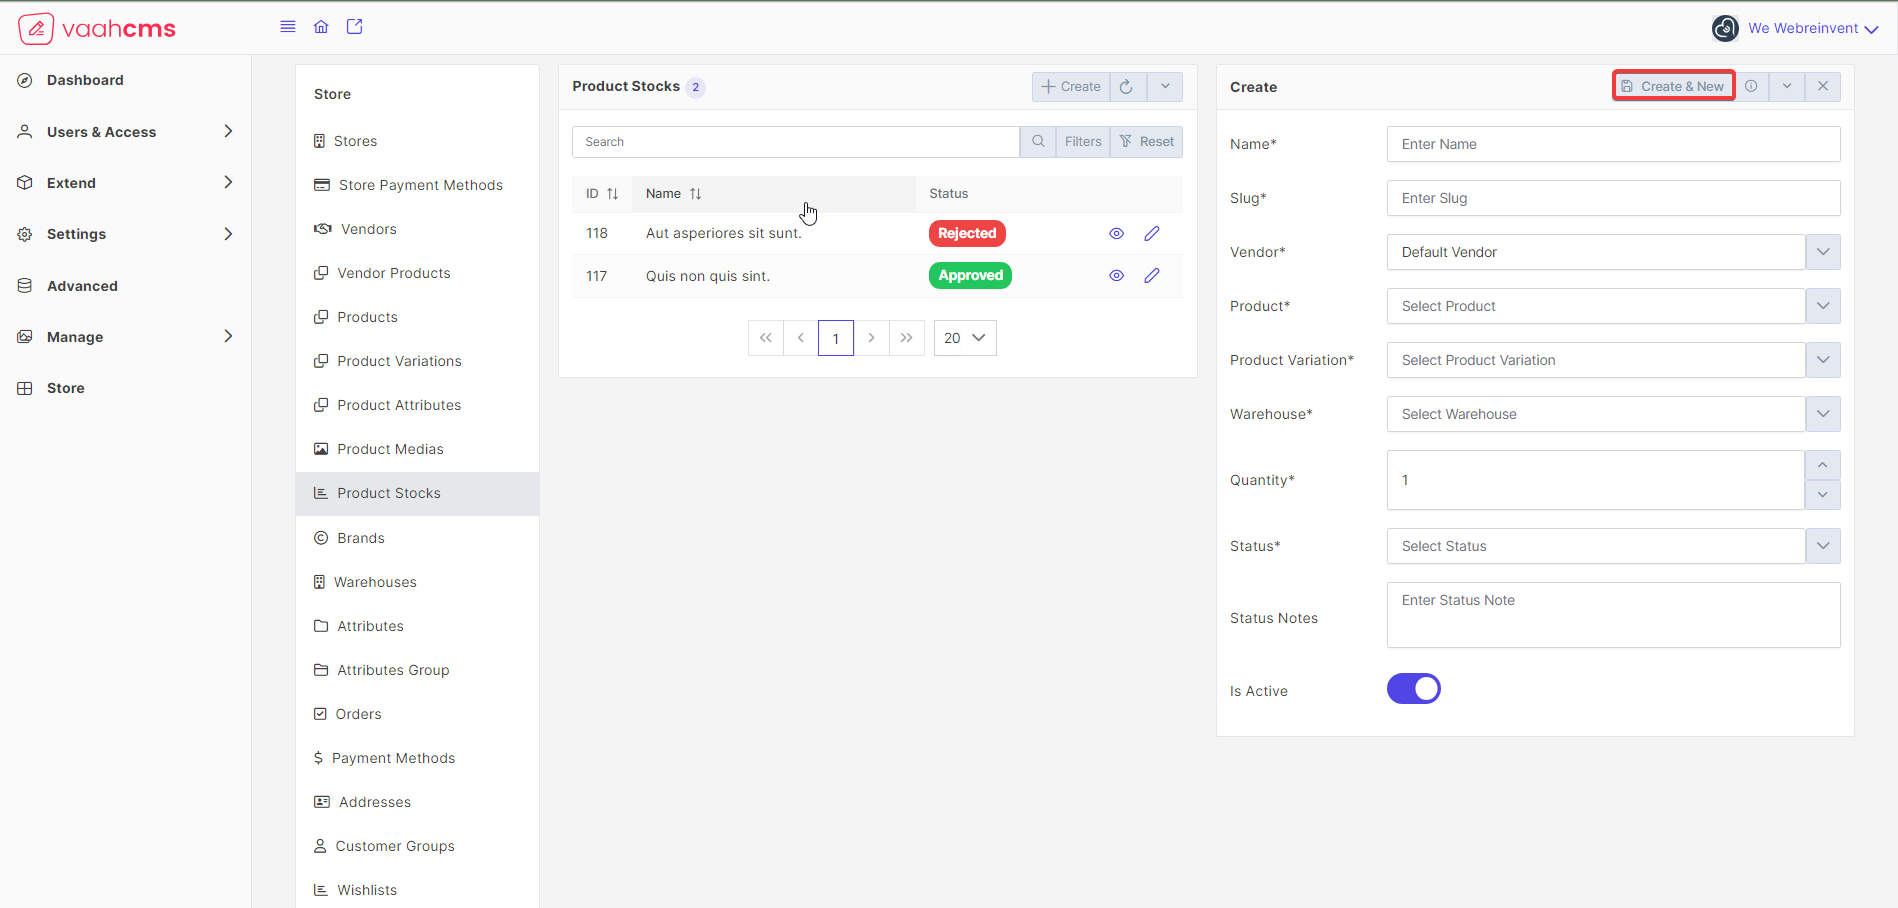 vaahcms
We Webreinvent
Dashboard
Users & Access
Extend
Settings
Advanced
Manage
Store
Store
Stores
Store Payment Methods
Vendors
Vendor Products
Products
Product Variations
Product Attributes
Product Medias
Product Stocks
Brands
Warehouses
Attributes
Attributes Group
Orders
Payment Methods
Addresses
Customer Groups
Wishlists
Product Stocks 2
Create
Search
Filters
Reset
ID Name Status
118 Aut asperiores sit sunt. Rejected
117 Quis non quis sint. Approved
1
20
Create
Create & New
Name* Enter Name
Slug* Enter Slug
Vendor* Default Vendor
Product* Select Product
Product Variation* Select Product Variation
Warehouse* Select Warehouse
Quantity* 1
Status* Select Status
Status Notes Enter Status Note
Is Active